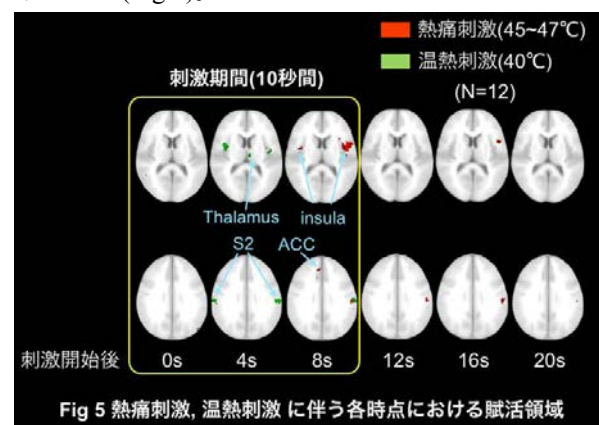 熱痛刺激(45~47℃)
温熱刺激(40℃)
刺激期間(10秒間)
(N=12)
Thalamus insula
S2 ACC
刺激開始後 0s 4s 8s 12s 16s 20s
Fig 5 熱痛刺激, 温熱刺激 に伴う各時点における賦活領域